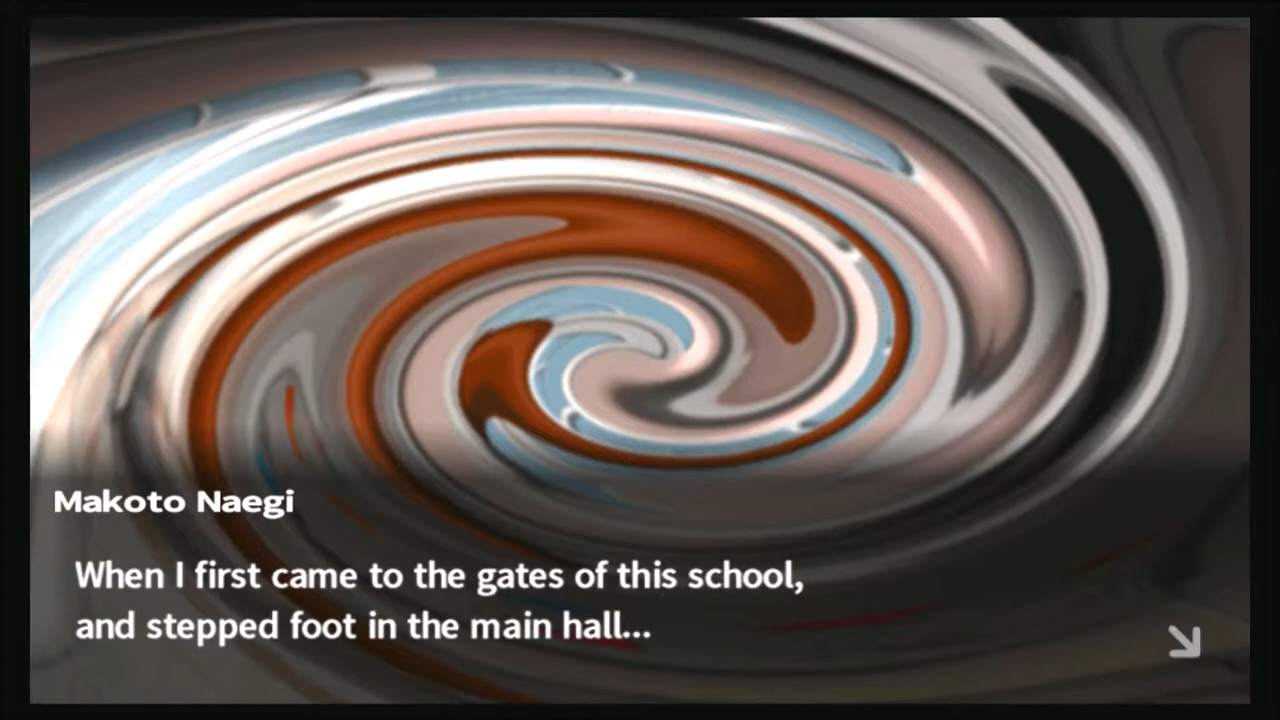 Makoto Naegi
When I first came to the gates of this school,
and stepped foot in the main hall...